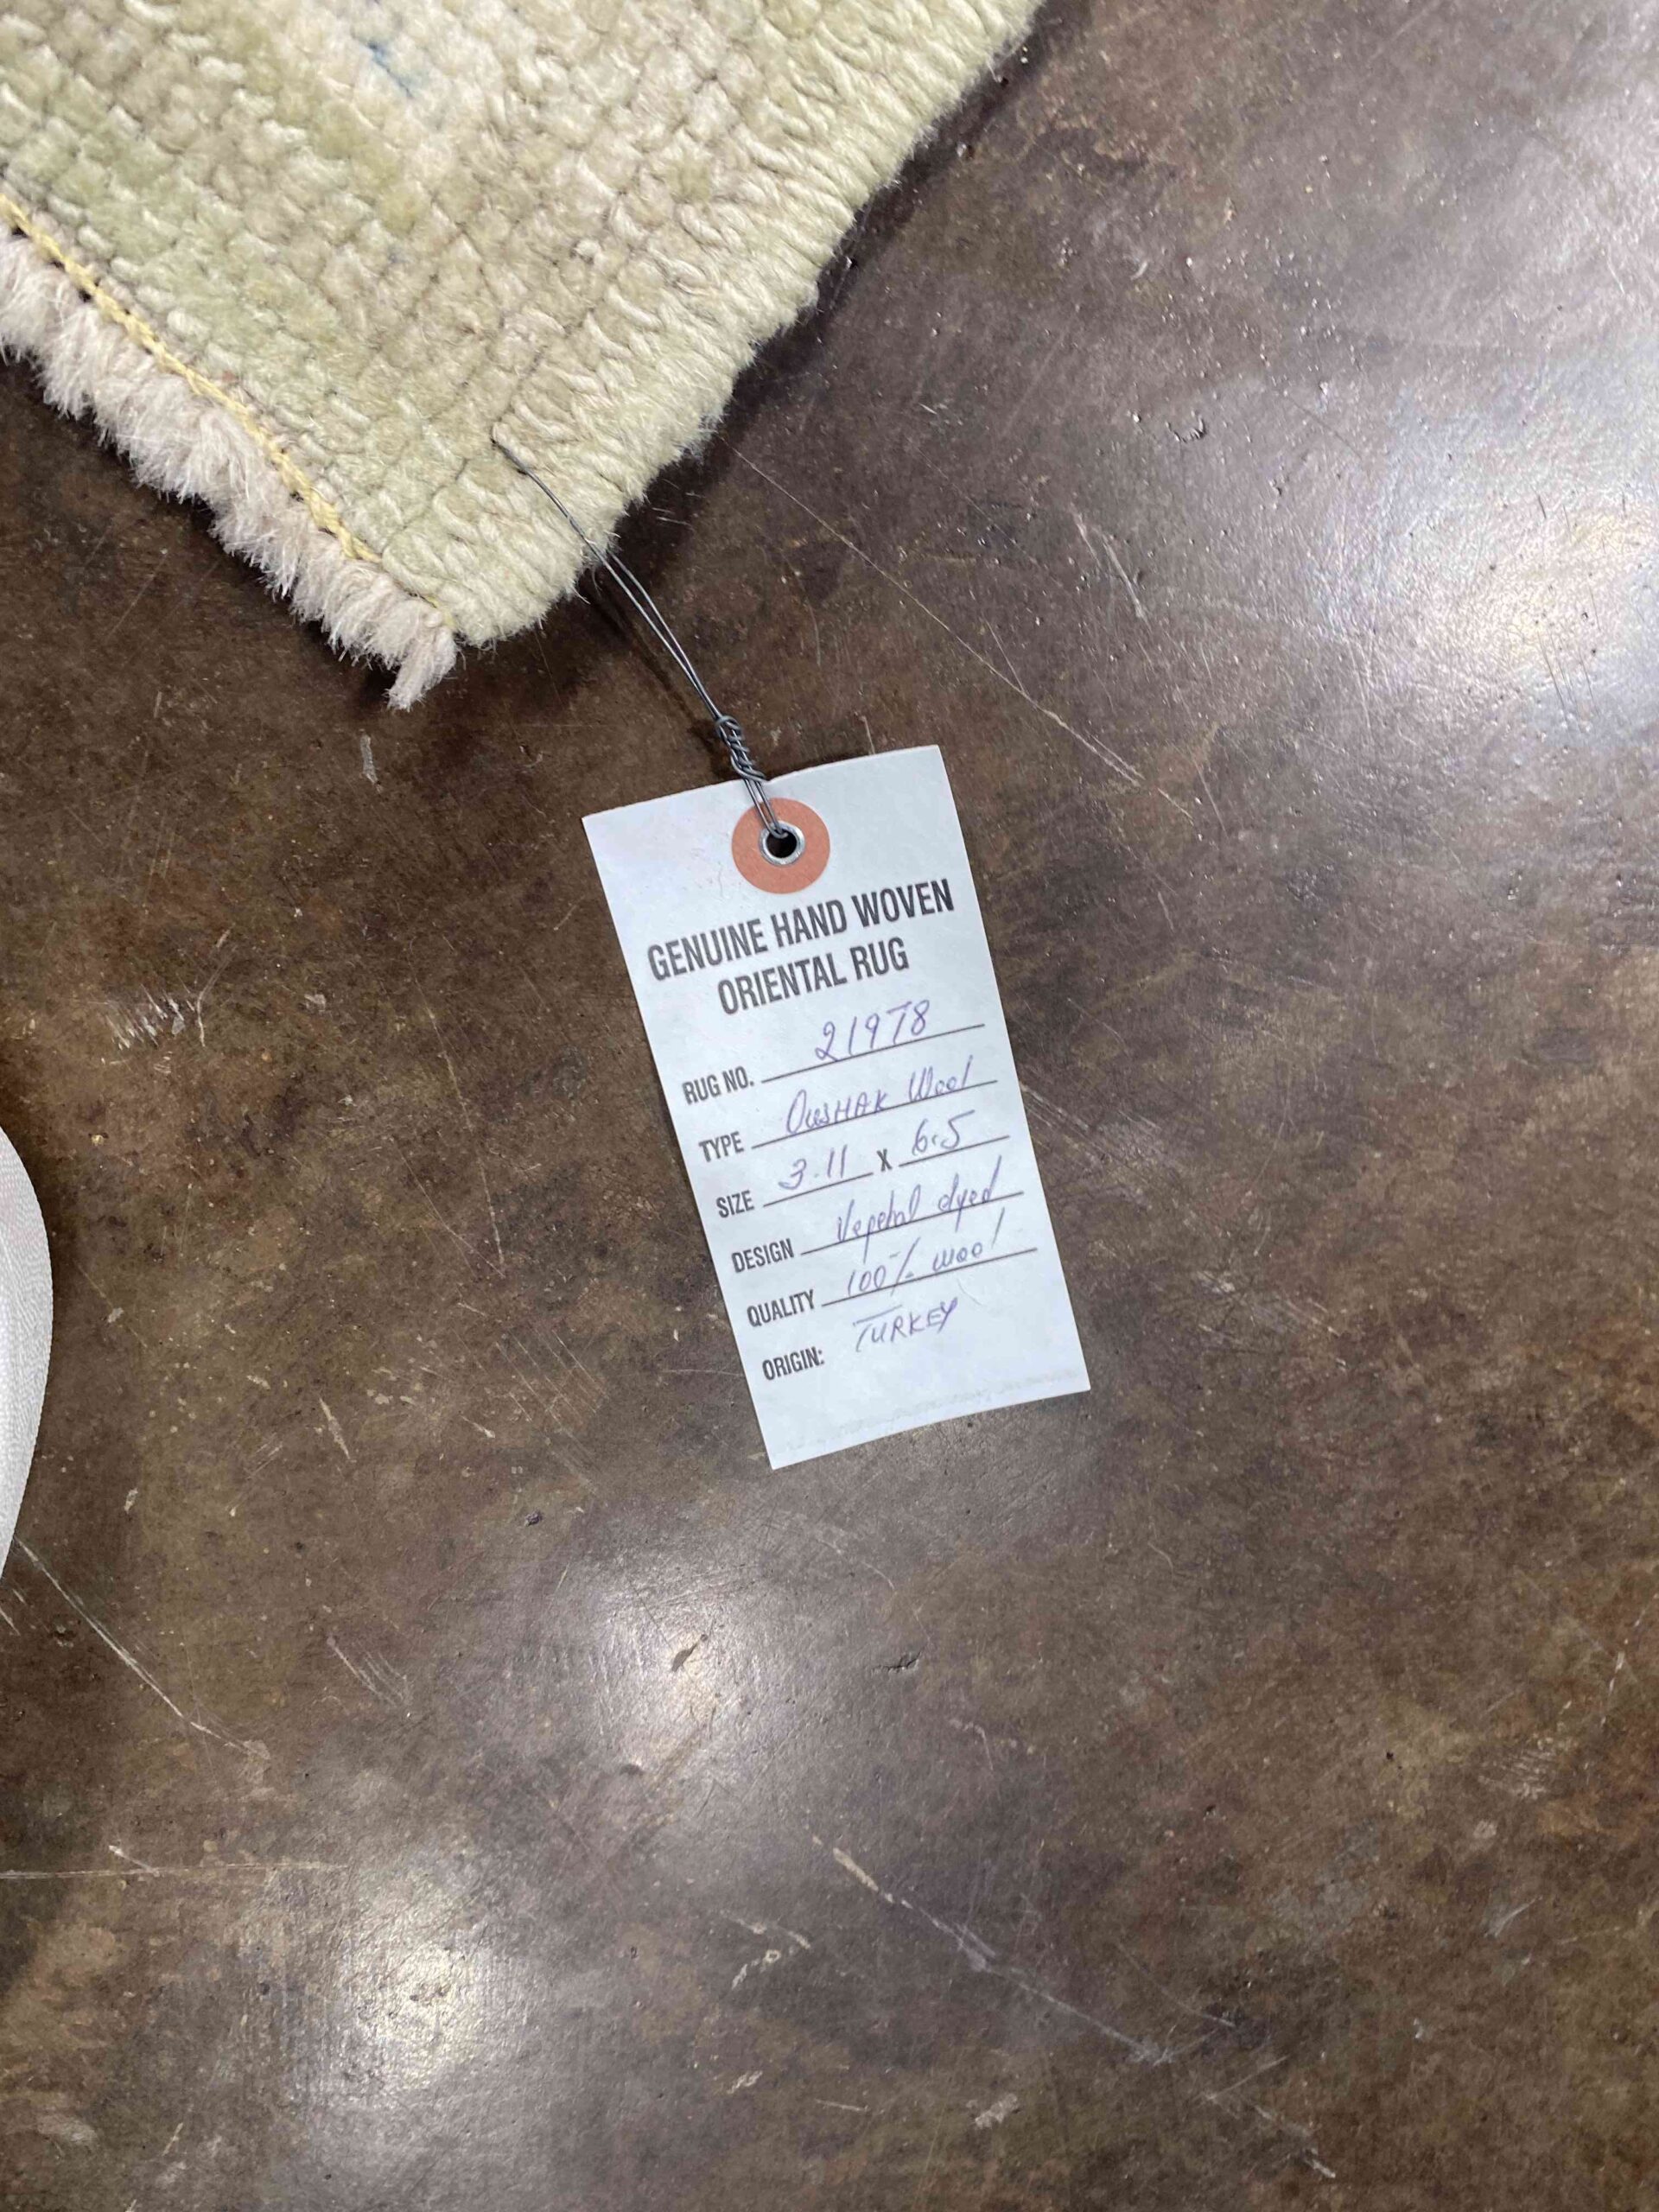 GENUINE HAND WOVEN
ORIENTAL RUG
RUG NO. 21978
TYPE OUSHAK Wool
SIZE 3.11 X 6.5
DESIGN Vegetal dyed
QUALITY 100% wool
ORIGIN: TURKEY